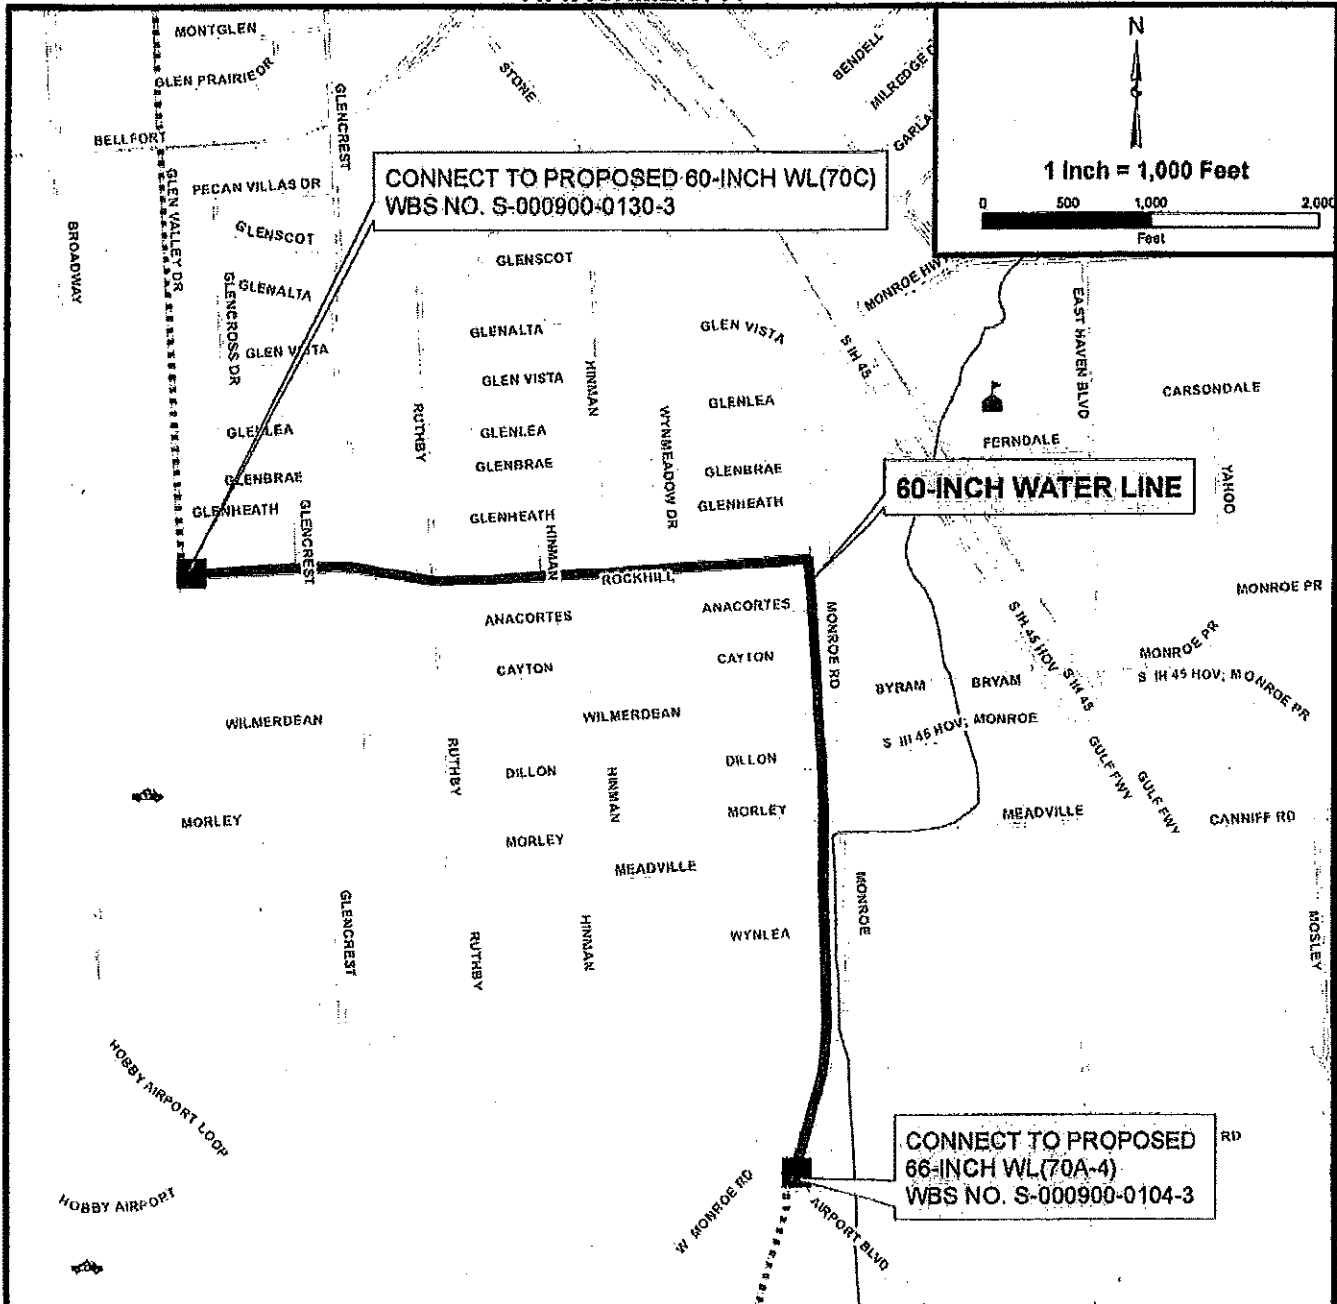 MONTGLEN
GLEN PRAIRIE DR
STONE
BENDELL
MILREDGE
N
GLENCREST
BELLFORT
1 Inch = 1,000 Feet
0 500 1,000 2,000
Feet
GLEN VALLEY DR
PECAN VILLAS DR
CONNECT TO PROPOSED 60-INCH WL(70C)
WBS NO. S-000900-0130-3
BROADWAY
GLENSCOT
GLENSCOT
MONROE HW
GLENALTA
GLENCROSS DR
GLENALTA
GLEN VISTA
S IH 45
EAST HAVEN BLVD
GLEN VISTA
GLEN VISTA
HINMAN
CARSONDALE
RUTHBY
GLENLEA
WYNMEADOW DR
GLENLEA
GLENLEA
FERNDALE
GLENBRAE
GLENBRAE
GLENBRAE
YAHOO
60-INCH WATER LINE
GLENHEATH
GLENHEATH
GLENHEATH
GLENCREST
HINMAN
ROCKHILL
MONROE PR
ANACORTES
ANACORTES
MONROE RD
S IH 45 HOV
MONROE PR
CAYTON
CAYTON
S IH 45
S IH 45 HOV; MONROE PR
BYRAM
BRYAM
WILMERDEAN
WILMERDEAN
S IH 45 HOV; MONROE
RUTHBY
DILLON
HINMAN
DILLON
GULF FWY
GULF FWY
MORLEY
MORLEY
MORLEY
MEADVILLE
CANNIFF RD
MEADVILLE
GLENCREST
RUTHBY
HINMAN
WYNLEA
MONROE
MOSLEY
HOBBY AIRPORT LOOP
CONNECT TO PROPOSED
66-INCH WL(70A-4)
WBS NO. S-000900-0104-3
RD
HOBBY AIRPORT
W MONROE RD
AIRPORT BLVD